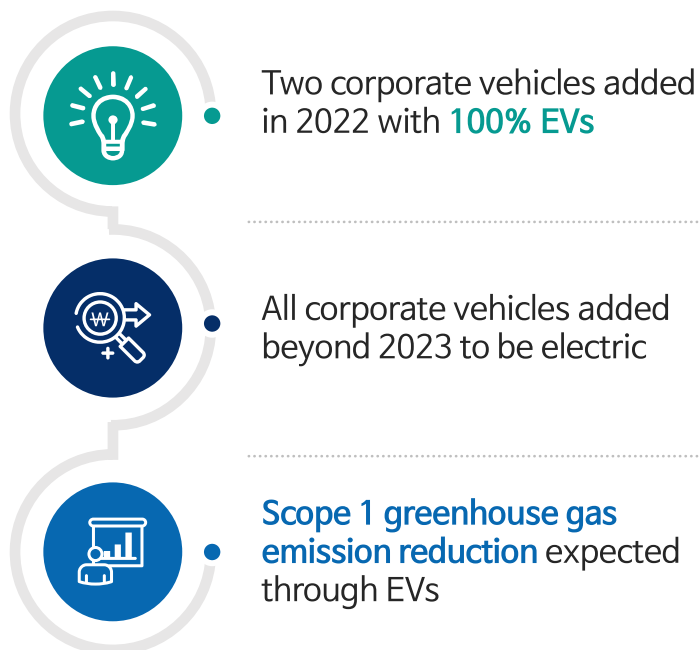 Two corporate vehicles added
in 2022 with 100% EVs
₩
All corporate vehicles added
beyond 2023 to be electric
Scope 1 greenhouse gas
emission reduction expected
through EVs